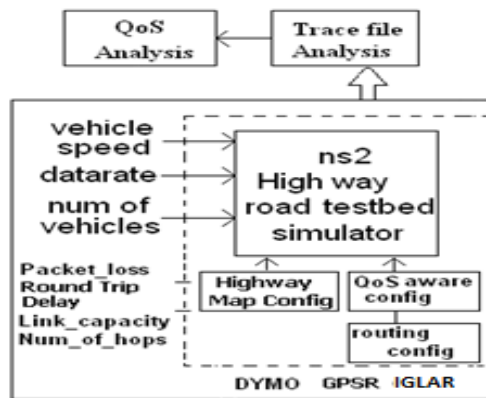 QoS
Analysis
Trace file
Analysis
vehicle
speed
datarate
num of
vehicles
ns2
High way
road testbed
simulator
Packet_loss
Round Trip
Delay
Link_capacity
Num_of_hops
Highway
Map Config
QoS aware
config
routing
config
DYMO GPSR IGLAR